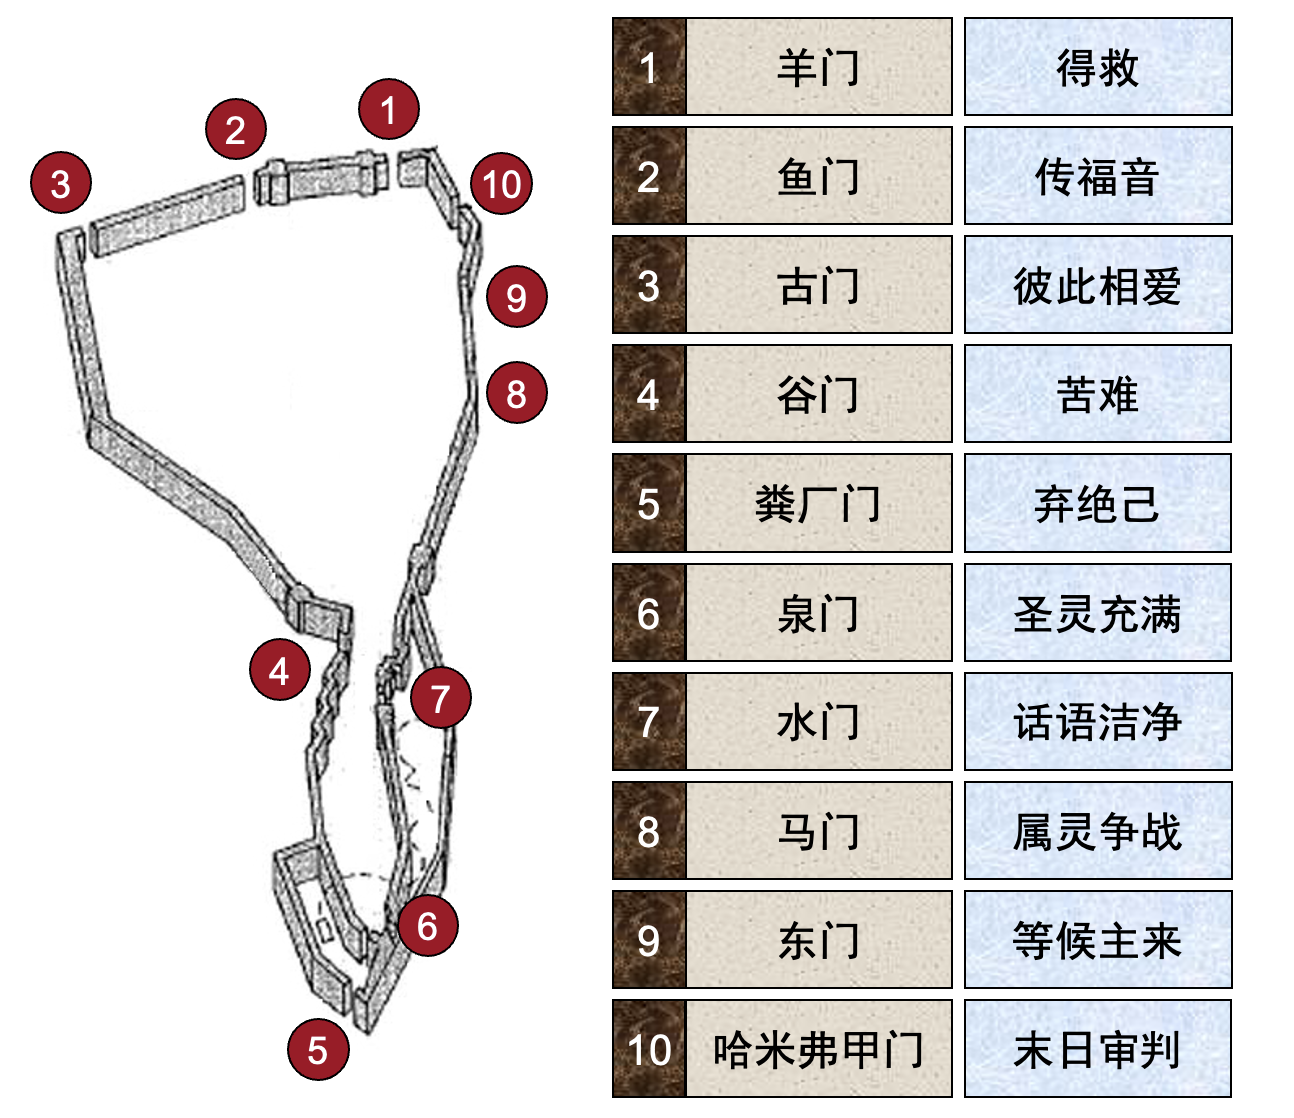 1 羊门 得救
2 鱼门 传福音
3 古门 彼此相爱
4 谷门 苦难
5 粪厂门 弃绝己
6 泉门 圣灵充满
7 水门 话语洁净
8 马门 属灵争战
9 东门 等候主来
10 哈米弗甲门 末日审判
1
2
3
10
9
8
4
7
6
5